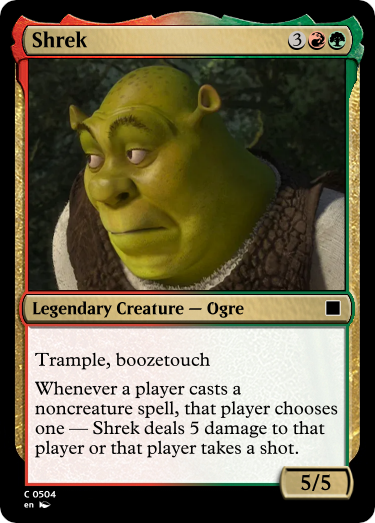 Shrek 3
Legendary Creature — Ogre
Trample, boozetouch
Whenever a player casts a
noncreature spell, that player chooses
one — Shrek deals 5 damage to that
player or that player takes a shot.
5/5
C 0504
en